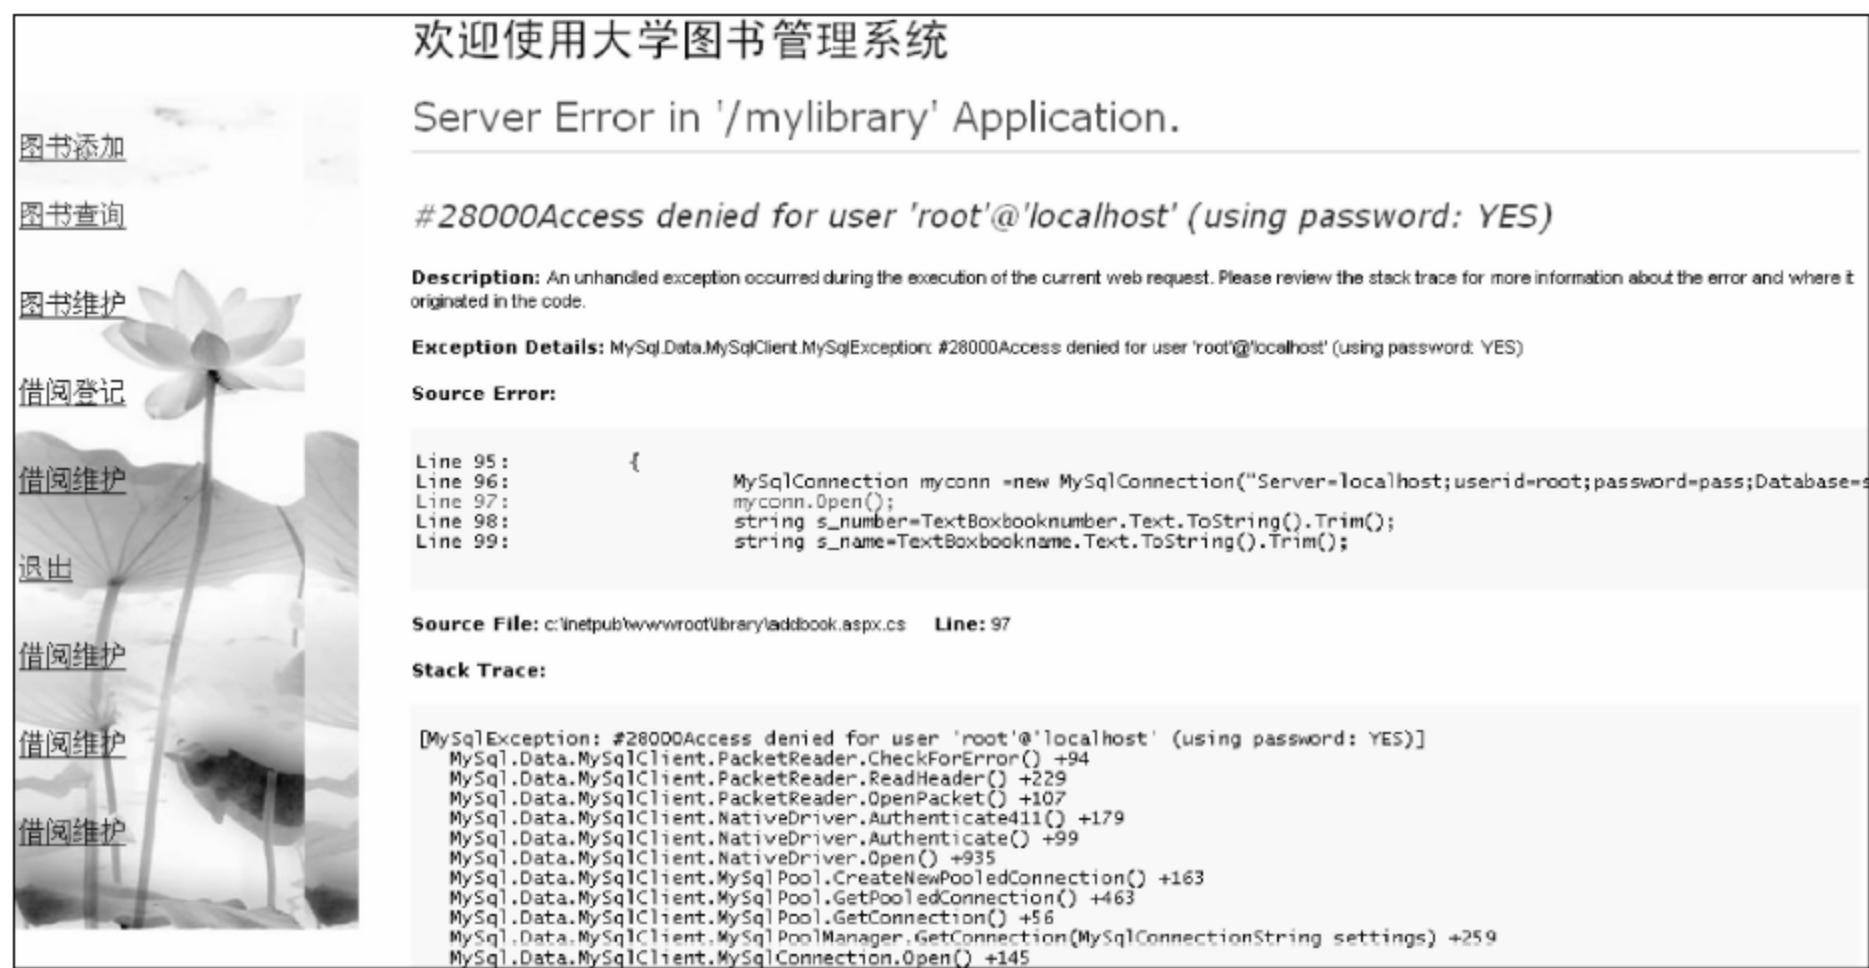 欢迎使用大学图书管理系统
Server Error in '/mylibrary' Application.
图书添加
图书查询
图书维护
借阅登记
借阅维护
退出
借阅维护
借阅维护
借阅维护
#28000Access denied for user 'root'@'localhost' (using password: YES)
Description: An unhandled exception occurred during the execution of the current web request. Please review the stack trace for more information about the error and where it
originated in the code.
Exception Details: MySql.Data.MySqlClient.MySqlException: #28000Access denied for user 'root'@'localhost' (using password: YES)
Source Error:
Line 95: {
Line 96: MySqlConnection myconn =new MySqlConnection("Server=localhost;userid=root;password=pass;Database=s
Line 97: myconn.Open();
Line 98: string s_number=TextBoxbooknumber.Text.ToString().Trim();
Line 99: string s_name=TextBoxbookname.Text.ToString().Trim();
Source File: c:\inetpub\wwwroot\library\addbook.aspx.cs Line: 97
Stack Trace:
[MySqlException: #28000Access denied for user 'root'@'localhost' (using password: YES)]
MySql.Data.MySqlClient.PacketReader.CheckForError() +94
MySql.Data.MySqlClient.PacketReader.ReadHeader() +229
MySql.Data.MySqlClient.PacketReader.OpenPacket() +107
MySql.Data.MySqlClient.NativeDriver.Authenticate411() +179
MySql.Data.MySqlClient.NativeDriver.Authenticate() +99
MySql.Data.MySqlClient.NativeDriver.Open() +935
MySql.Data.MySqlClient.MySqlPool.CreateNewPooledConnection() +163
MySql.Data.MySqlClient.MySqlPool.GetPooledConnection() +463
MySql.Data.MySqlClient.MySqlPool.GetConnection() +56
MySql.Data.MySqlClient.MySqlPoolManager.GetConnection(MySqlConnectionString settings) +259
MySql.Data.MySqlClient.MySqlConnection.Open() +145